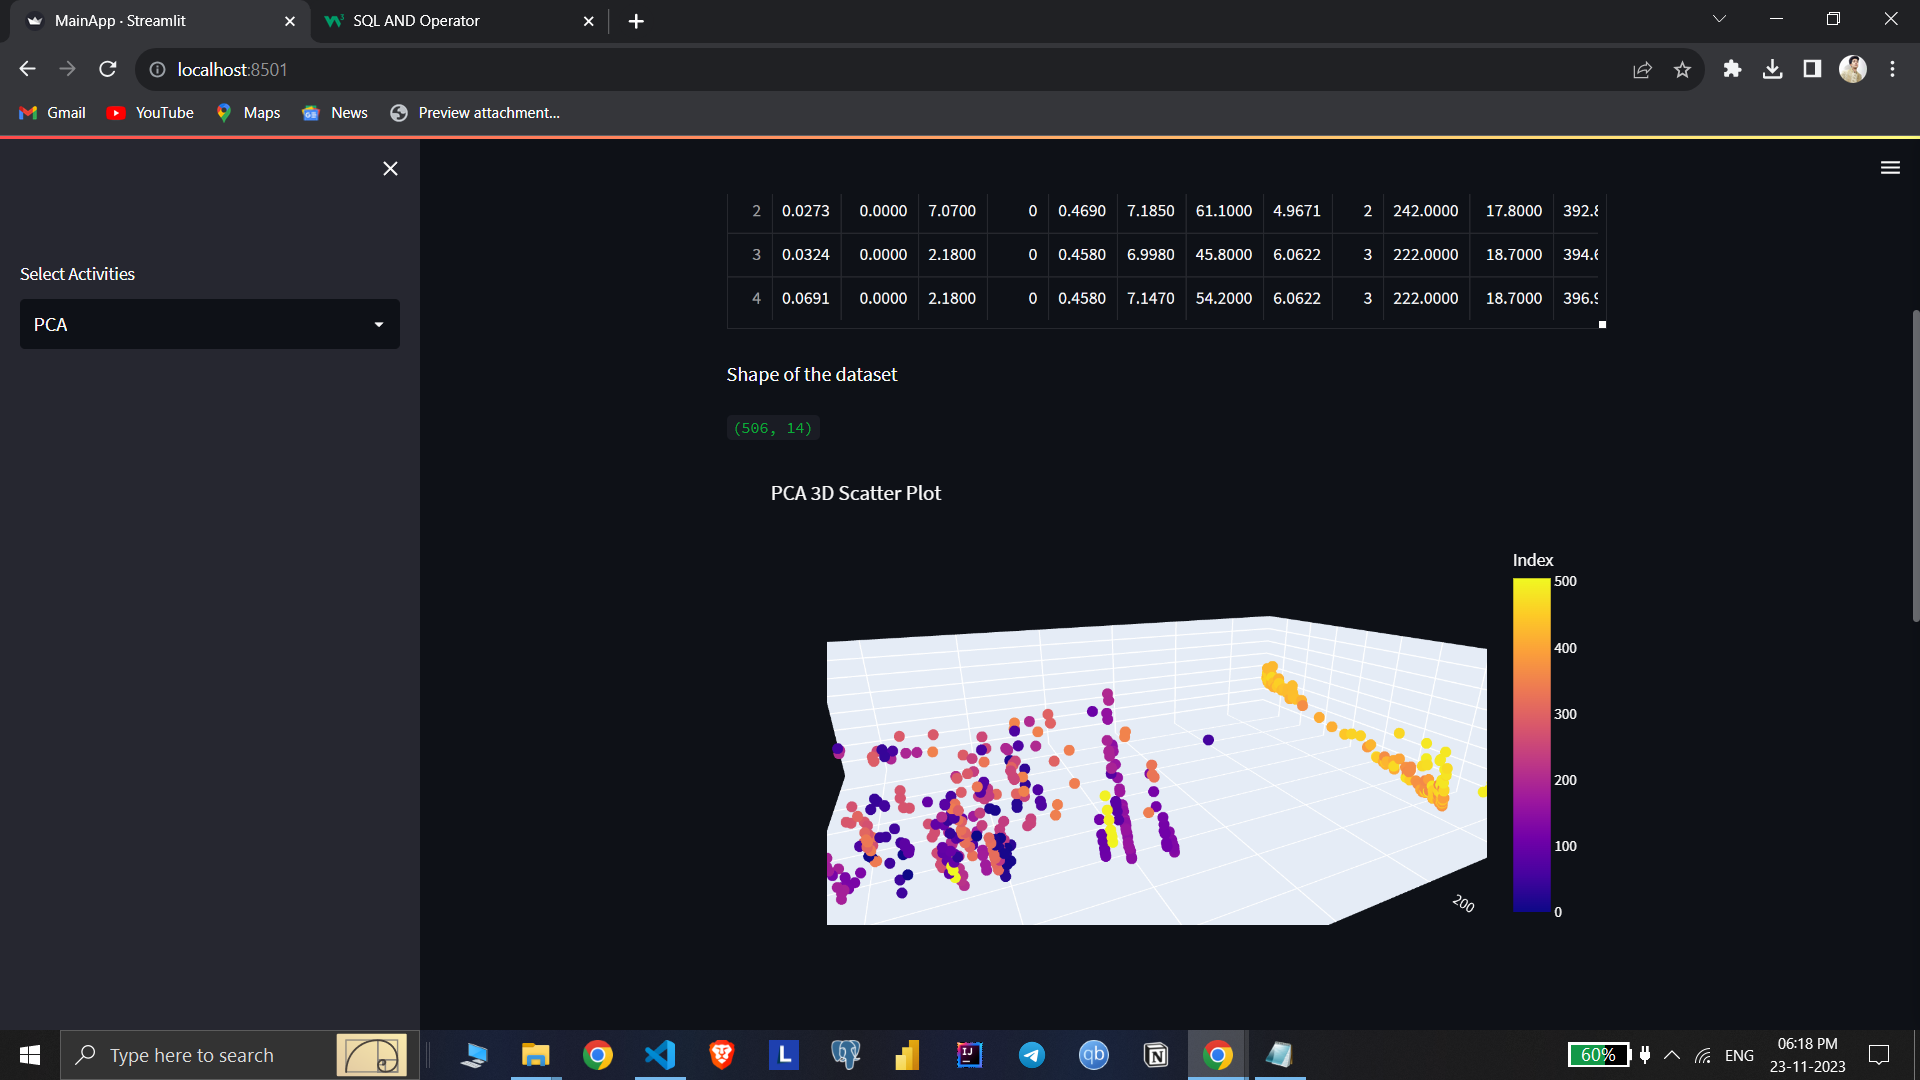 MainApp · Streamlit
SQL AND Operator
localhost:8501
Gmail
YouTube
Maps
News
Preview attachment...
Select Activities
PCA
2 0.0273 0.0000 7.0700 0 0.4690 7.1850 61.1000 4.9671 2 242.0000 17.8000 392.8
3 0.0324 0.0000 2.1800 0 0.4580 6.9980 45.8000 6.0622 3 222.0000 18.7000 394.6
4 0.0691 0.0000 2.1800 0 0.4580 7.1470 54.2000 6.0622 3 222.0000 18.7000 396.9
Shape of the dataset
(506, 14)
PCA 3D Scatter Plot
Index
500
400
300
200
100
0
200
Type here to search
L
IJ
qb
N
60%
ENG
06:18 PM
23-11-2023